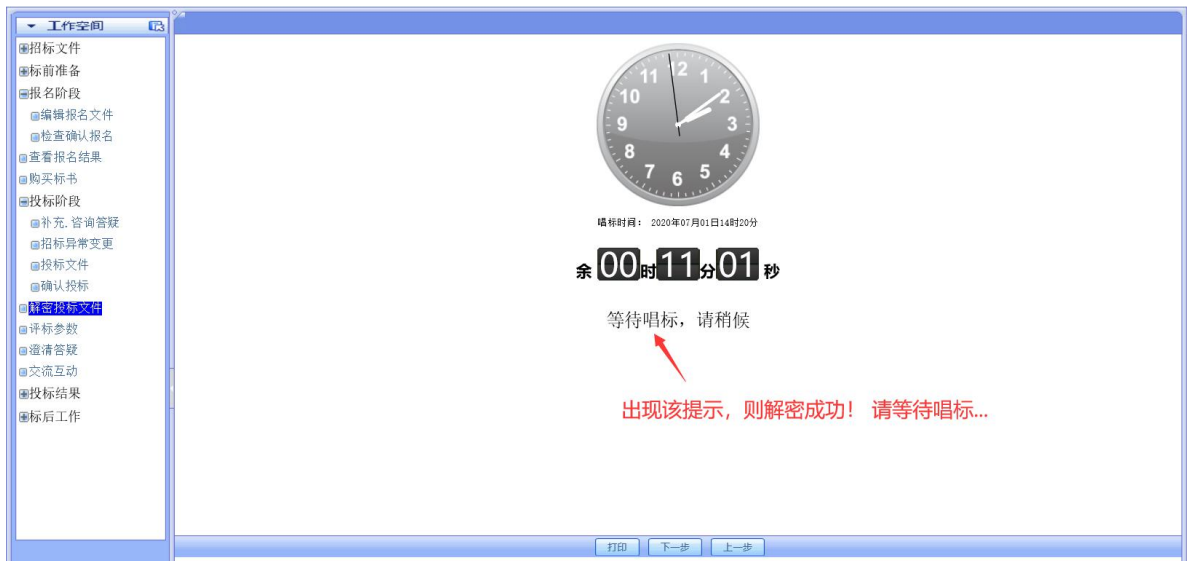 工作空间
招标文件
标前准备
报名阶段
编辑报名文件
检查确认报名
查看报名结果
购买标书
投标阶段
补充.咨询答疑
招标异常变更
投标文件
确认投标
解密投标文件
评标参数
澄清答疑
交流互动
投标结果
标后工作
12
11 1
10 2
9 3
8 4
7 6 5
唱标时间: 2020年07月01日14时20分
余 00 时 11 分 01 秒
等待唱标，请稍候
出现该提示，则解密成功！ 请等待唱标...
打印 下一步 上一步